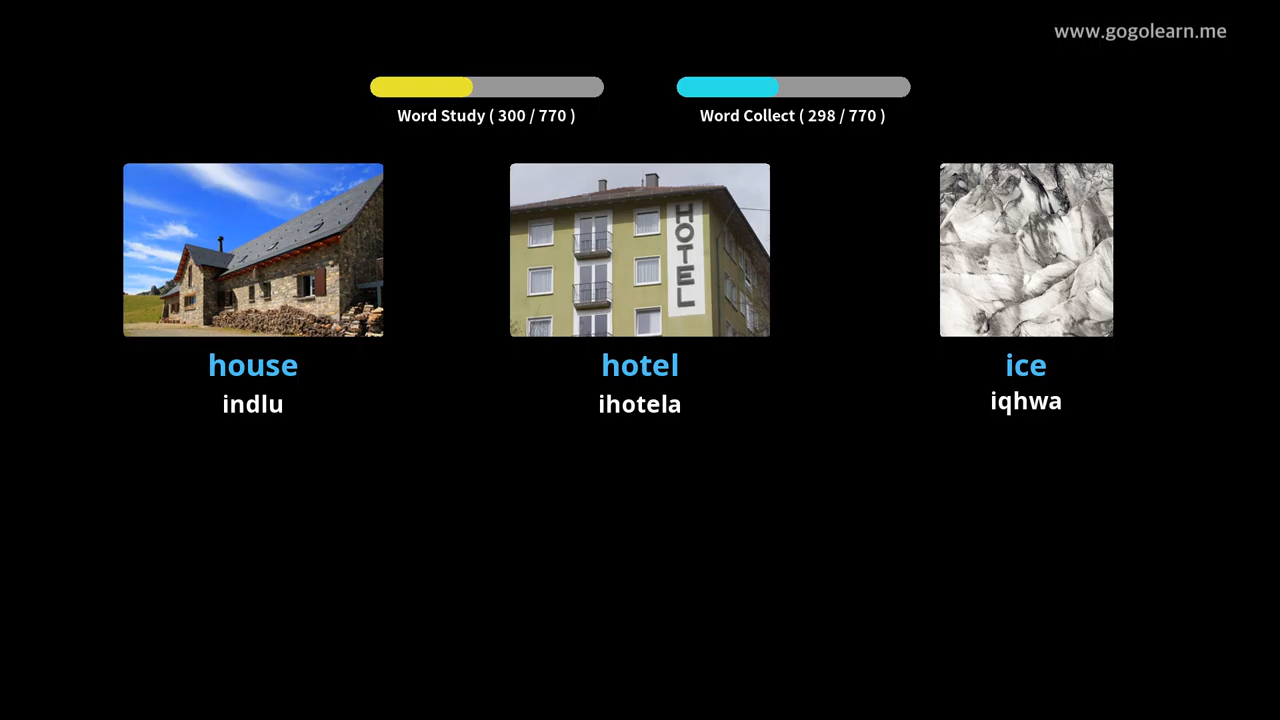 www.gogolearn.me
Word Study ( 300 / 770 )
Word Collect ( 298 / 770 )
HOTEL
house
hotel
ice
indlu
ihotela
iqhwa